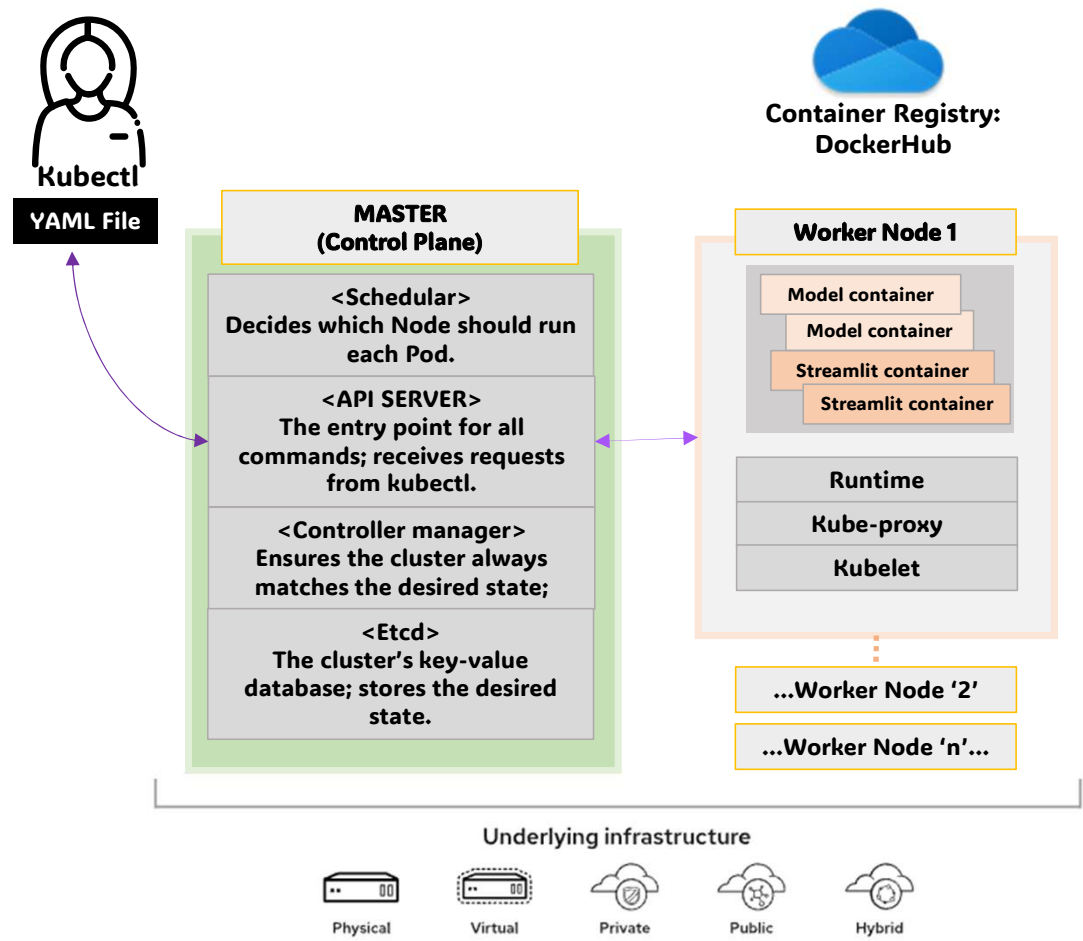 Kubectl
YAML File
Container Registry:
DockerHub
MASTER
(Control Plane)
<Schedular>
Decides which Node should run
each Pod.
<API SERVER>
The entry point for all
commands; receives requests
from kubectl.
<Controller manager>
Ensures the cluster always
matches the desired state;
<Etcd>
The cluster’s key-value
database; stores the desired
state.
Worker Node 1
Model container
Model container
Streamlit container
Streamlit container
Runtime
Kube-proxy
Kubelet
...Worker Node ‘2’
...Worker Node ‘n’...
Underlying infrastructure
Physical
Virtual
Private
Public
Hybrid